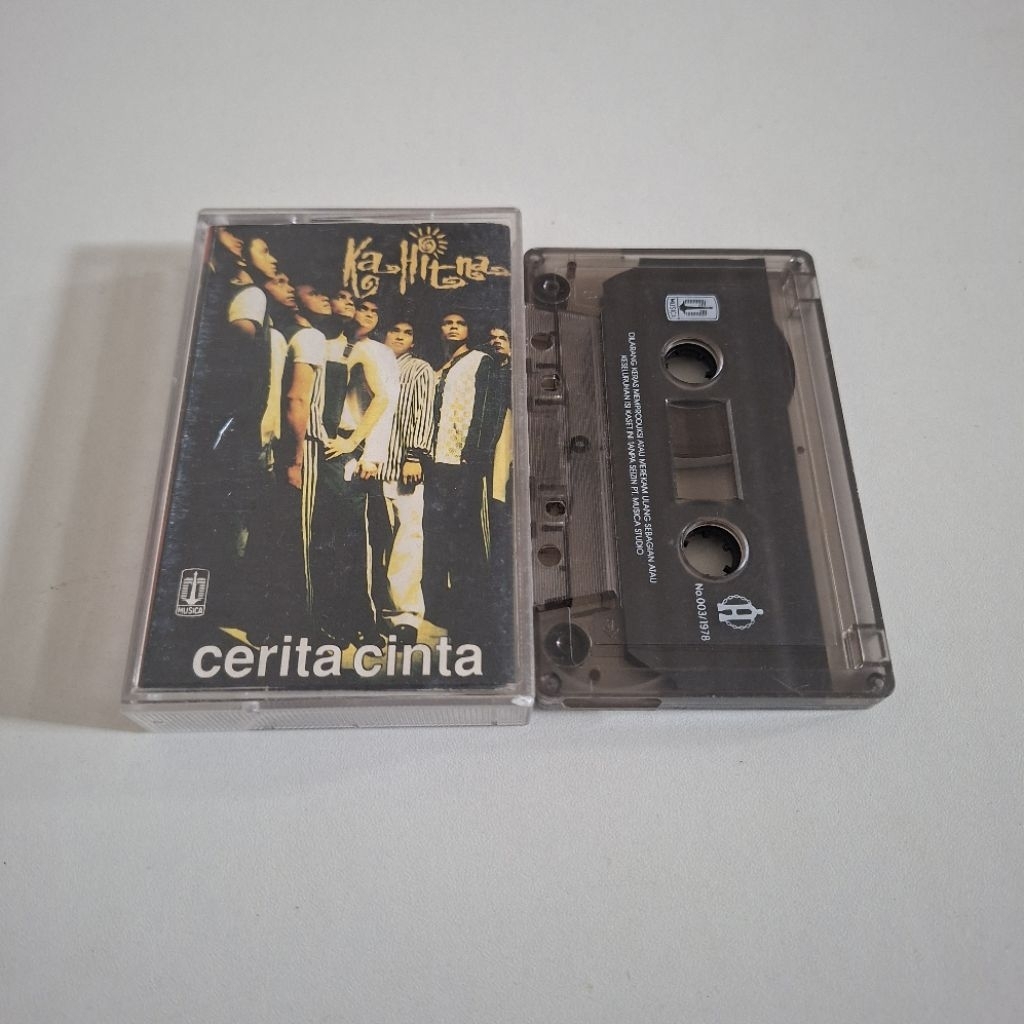 Kahitna
MUSICA
cerita cinta
MUSICA
DILARANG KERAS MEMPRODUKSI ATAU MEREKAM ULANG SEBAGIAN ATAU
KESELURUHAN ISI KASET INI TANPA SEIZIN PT. MUSICA STUDIO
No.003/1978